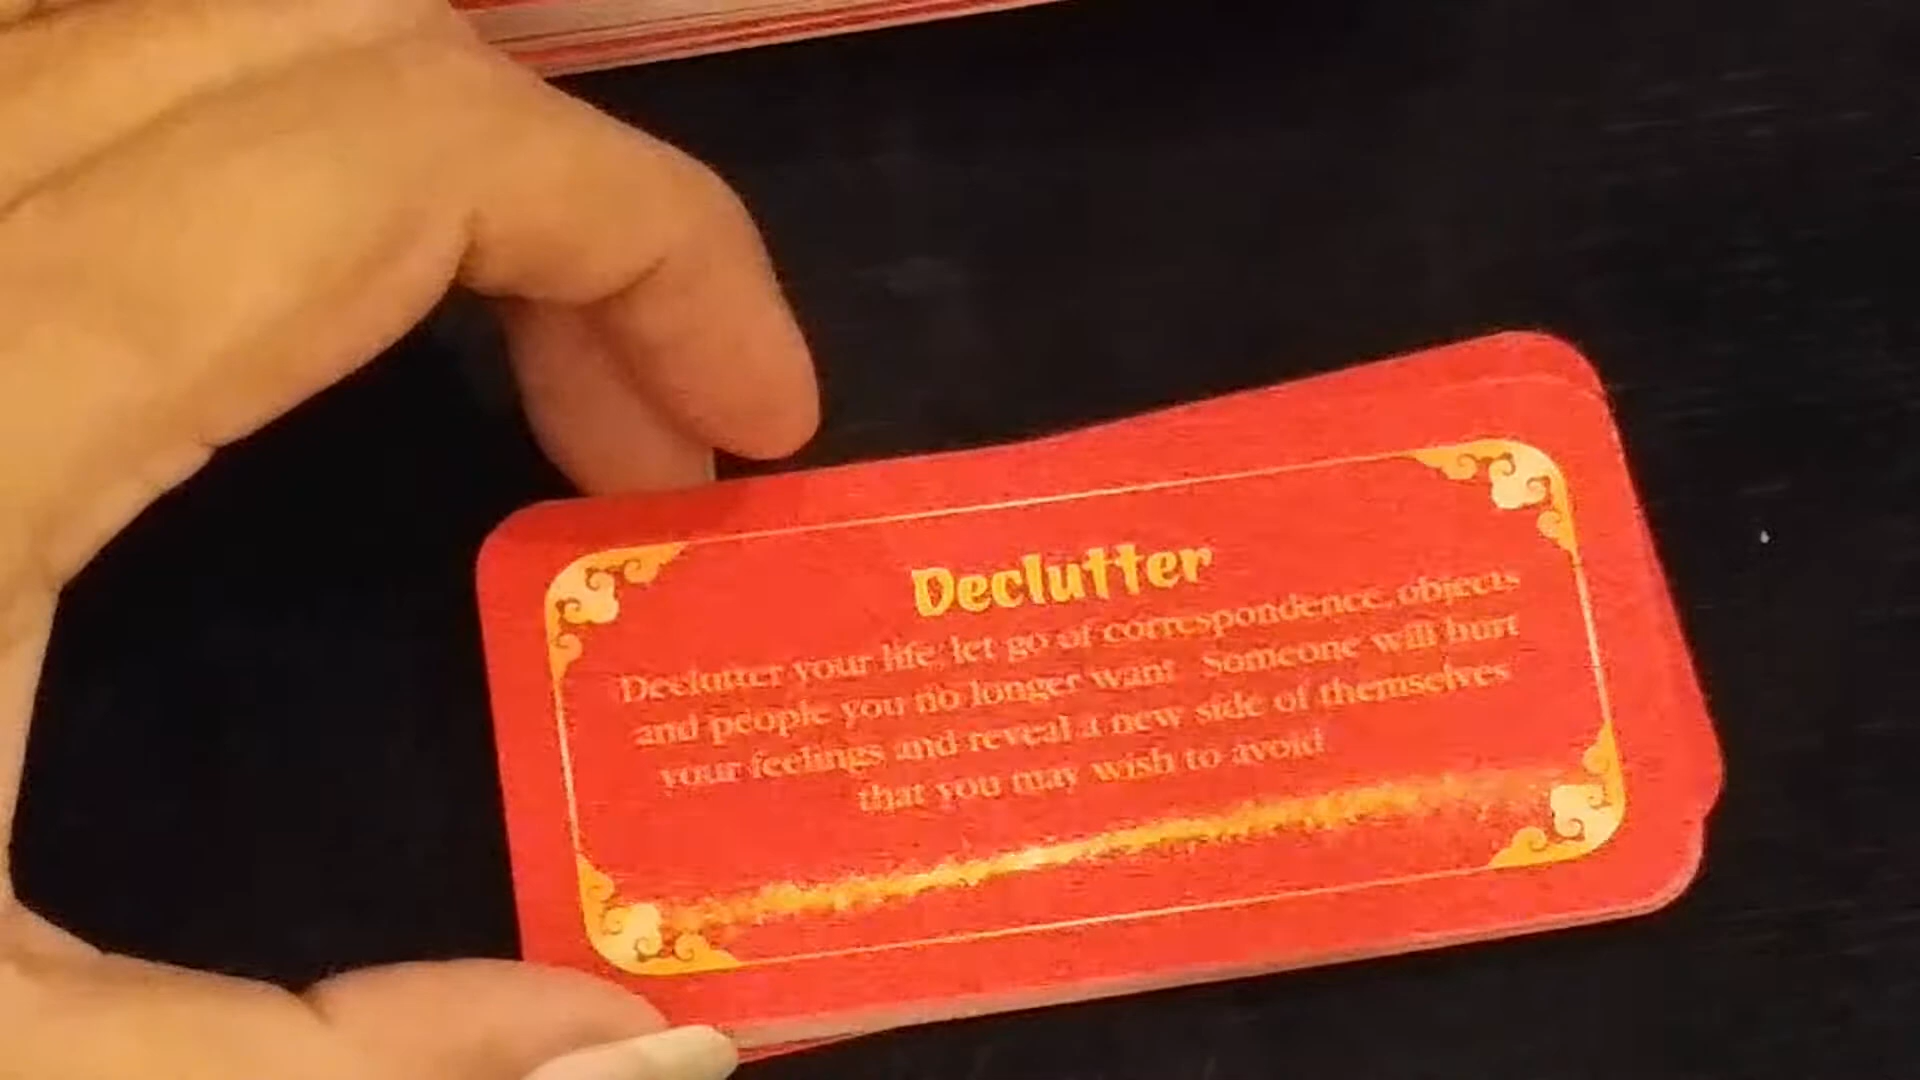 Declutter
Declutter your life, let go of correspondence, objects
and people you no longer want. Someone will hurt
your feelings and reveal a new side of themselves
that you may wish to avoid.